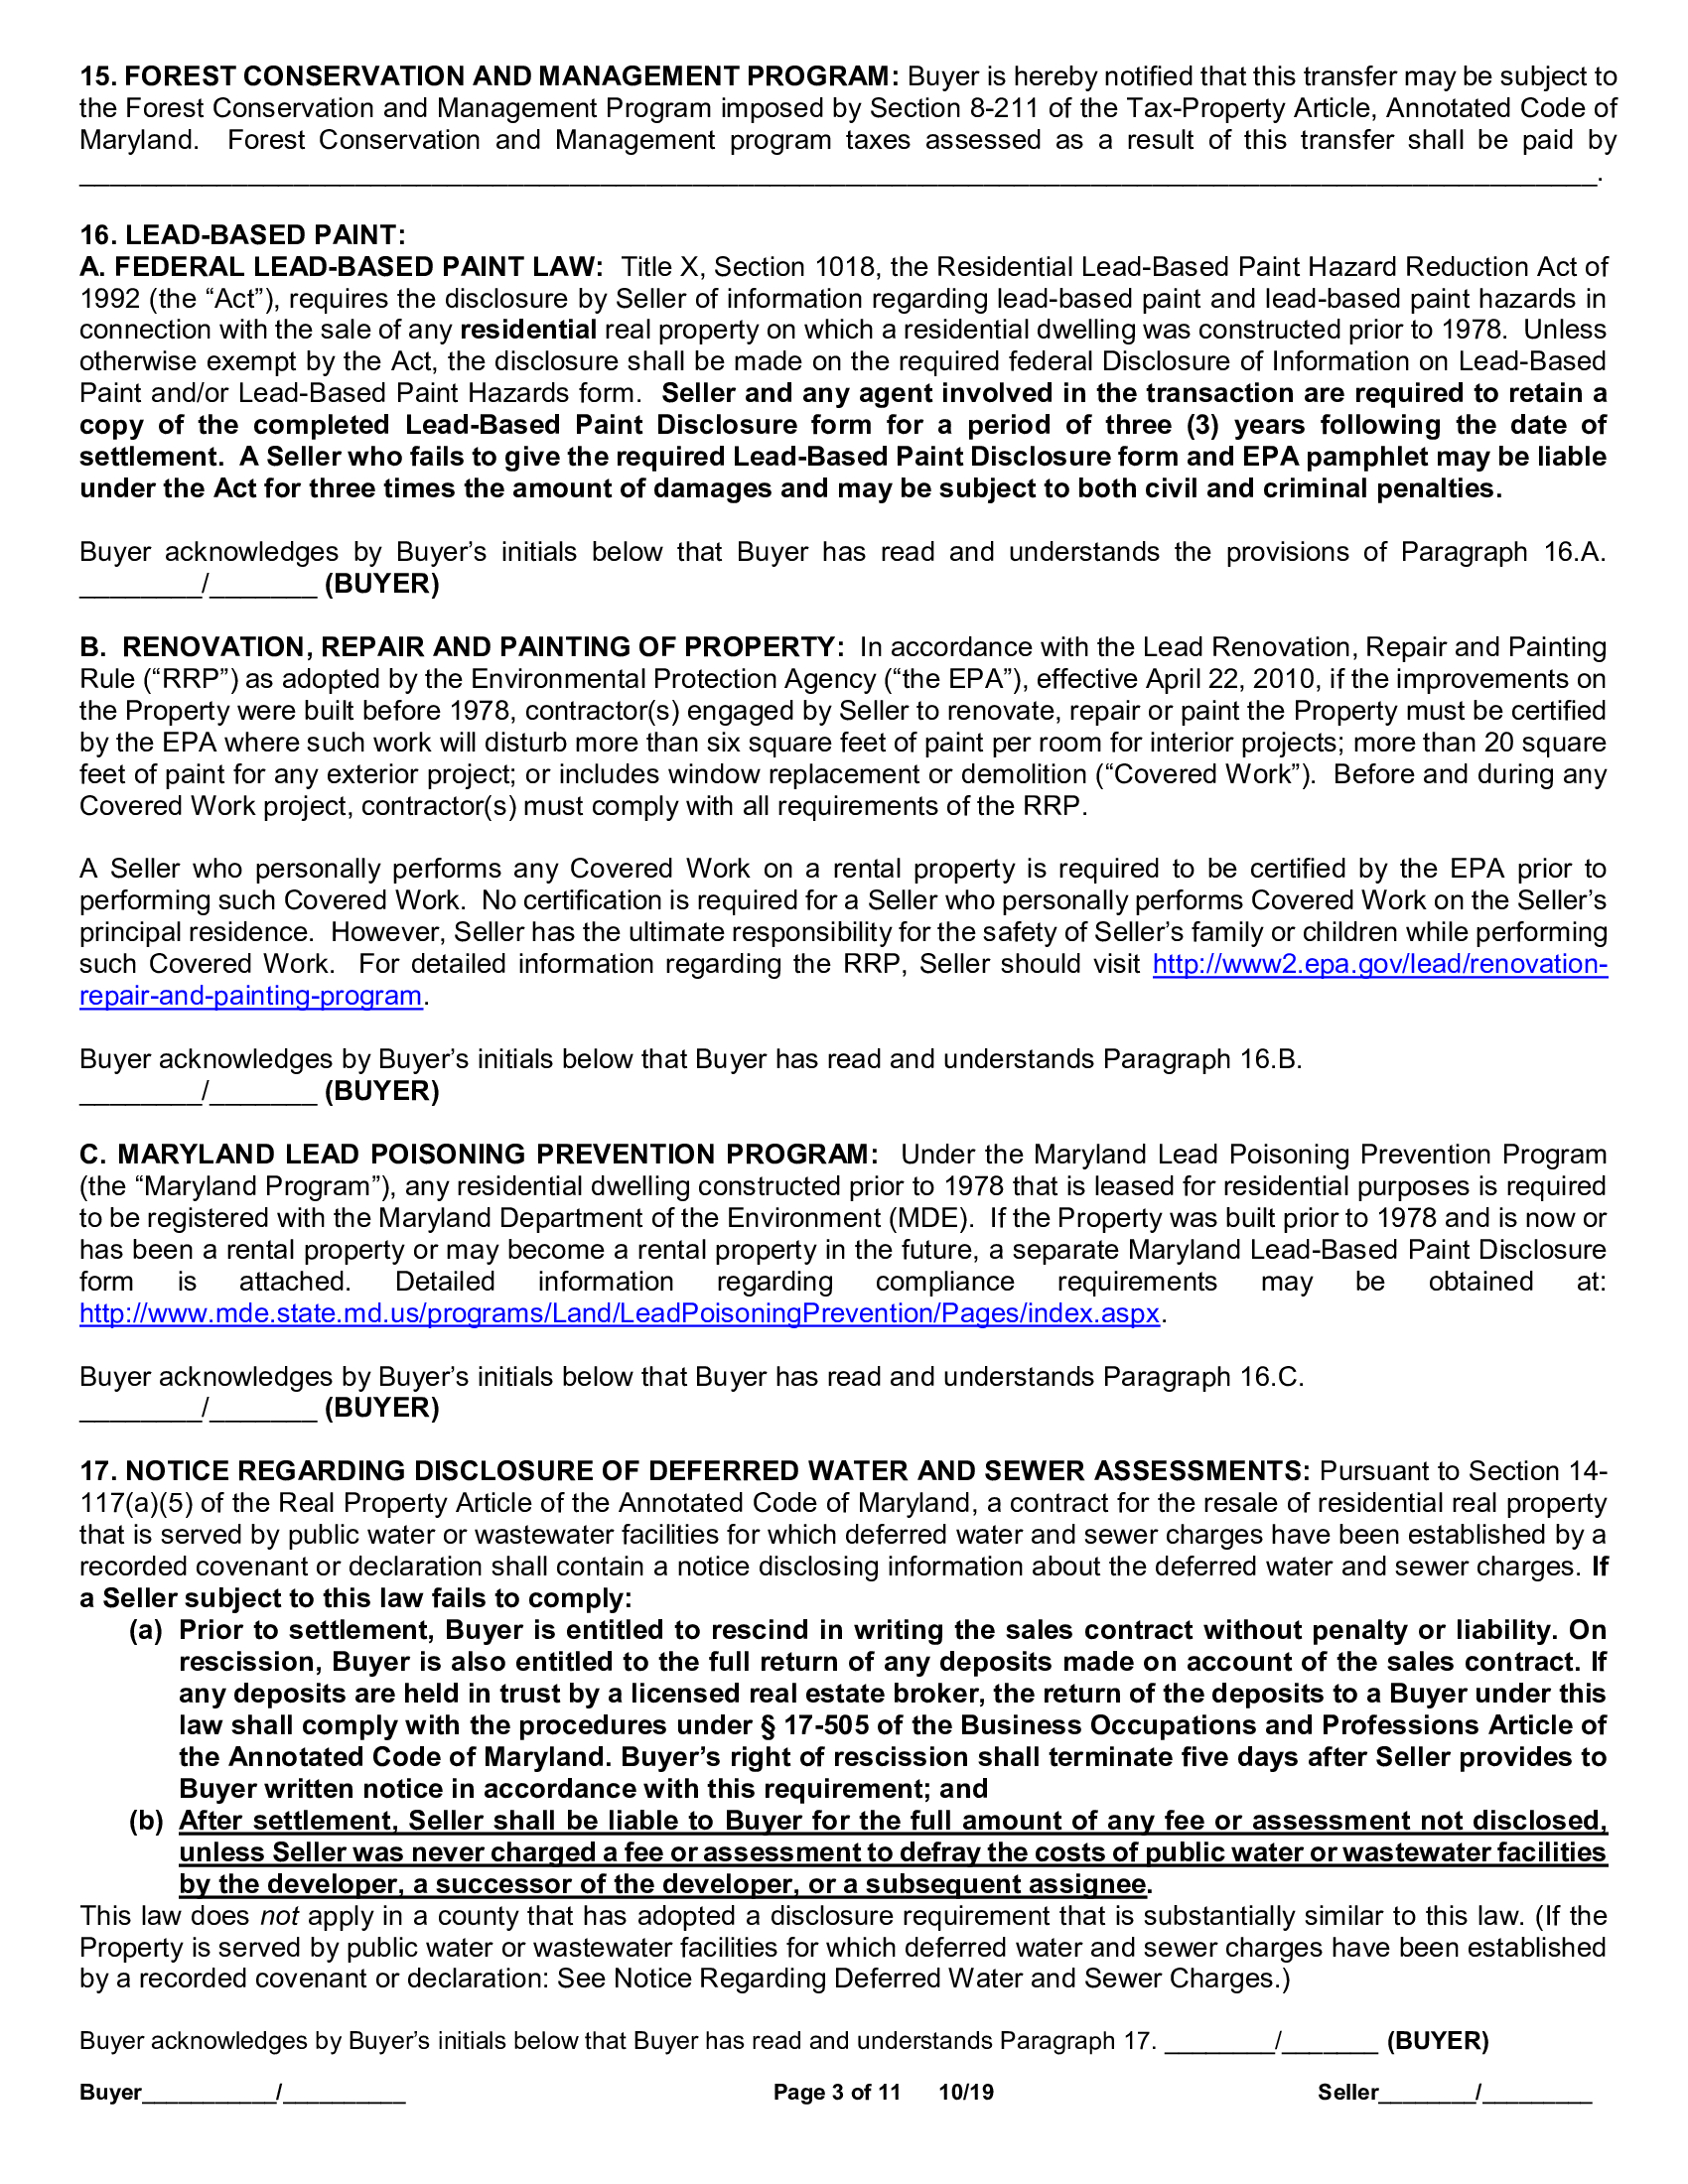 15. FOREST CONSERVATION AND MANAGEMENT PROGRAM: Buyer is hereby notified that this transfer may be subject to
the Forest Conservation and Management Program imposed by Section 8-211 of the Tax-Property Article, Annotated Code of
Maryland. Forest Conservation and Management program taxes assessed as a result of this transfer shall be paid by
____________________________________________________________________________________________________.
16. LEAD-BASED PAINT:
A. FEDERAL LEAD-BASED PAINT LAW: Title X, Section 1018, the Residential Lead-Based Paint Hazard Reduction Act of
1992 (the “Act”), requires the disclosure by Seller of information regarding lead-based paint and lead-based paint hazards in
connection with the sale of any residential real property on which a residential dwelling was constructed prior to 1978. Unless
otherwise exempt by the Act, the disclosure shall be made on the required federal Disclosure of Information on Lead-Based
Paint and/or Lead-Based Paint Hazards form. Seller and any agent involved in the transaction are required to retain a
copy of the completed Lead-Based Paint Disclosure form for a period of three (3) years following the date of
settlement. A Seller who fails to give the required Lead-Based Paint Disclosure form and EPA pamphlet may be liable
under the Act for three times the amount of damages and may be subject to both civil and criminal penalties.
Buyer acknowledges by Buyer’s initials below that Buyer has read and understands the provisions of Paragraph 16.A.
________/_______ (BUYER)
B. RENOVATION, REPAIR AND PAINTING OF PROPERTY: In accordance with the Lead Renovation, Repair and Painting
Rule (“RRP”) as adopted by the Environmental Protection Agency (“the EPA”), effective April 22, 2010, if the improvements on
the Property were built before 1978, contractor(s) engaged by Seller to renovate, repair or paint the Property must be certified
by the EPA where such work will disturb more than six square feet of paint per room for interior projects; more than 20 square
feet of paint for any exterior project; or includes window replacement or demolition (“Covered Work”). Before and during any
Covered Work project, contractor(s) must comply with all requirements of the RRP.
A Seller who personally performs any Covered Work on a rental property is required to be certified by the EPA prior to
performing such Covered Work. No certification is required for a Seller who personally performs Covered Work on the Seller’s
principal residence. However, Seller has the ultimate responsibility for the safety of Seller’s family or children while performing
such Covered Work. For detailed information regarding the RRP, Seller should visit http://www2.epa.gov/lead/renovation-
repair-and-painting-program.
Buyer acknowledges by Buyer’s initials below that Buyer has read and understands Paragraph 16.B.
________/_______ (BUYER)
C. MARYLAND LEAD POISONING PREVENTION PROGRAM: Under the Maryland Lead Poisoning Prevention Program
(the “Maryland Program”), any residential dwelling constructed prior to 1978 that is leased for residential purposes is required
to be registered with the Maryland Department of the Environment (MDE). If the Property was built prior to 1978 and is now or
has been a rental property or may become a rental property in the future, a separate Maryland Lead-Based Paint Disclosure
form is attached. Detailed information regarding compliance requirements may be obtained at:
http://www.mde.state.md.us/programs/Land/LeadPoisoningPrevention/Pages/index.aspx.
Buyer acknowledges by Buyer’s initials below that Buyer has read and understands Paragraph 16.C.
________/_______ (BUYER)
17. NOTICE REGARDING DISCLOSURE OF DEFERRED WATER AND SEWER ASSESSMENTS: Pursuant to Section 14-
117(a)(5) of the Real Property Article of the Annotated Code of Maryland, a contract for the resale of residential real property
that is served by public water or wastewater facilities for which deferred water and sewer charges have been established by a
recorded covenant or declaration shall contain a notice disclosing information about the deferred water and sewer charges. If
a Seller subject to this law fails to comply:
(a) Prior to settlement, Buyer is entitled to rescind in writing the sales contract without penalty or liability. On
rescission, Buyer is also entitled to the full return of any deposits made on account of the sales contract. If
any deposits are held in trust by a licensed real estate broker, the return of the deposits to a Buyer under this
law shall comply with the procedures under § 17-505 of the Business Occupations and Professions Article of
the Annotated Code of Maryland. Buyer’s right of rescission shall terminate five days after Seller provides to
Buyer written notice in accordance with this requirement; and
(b) After settlement, Seller shall be liable to Buyer for the full amount of any fee or assessment not disclosed,
unless Seller was never charged a fee or assessment to defray the costs of public water or wastewater facilities
by the developer, a successor of the developer, or a subsequent assignee.
This law does not apply in a county that has adopted a disclosure requirement that is substantially similar to this law. (If the
Property is served by public water or wastewater facilities for which deferred water and sewer charges have been established
by a recorded covenant or declaration: See Notice Regarding Deferred Water and Sewer Charges.)
Buyer acknowledges by Buyer’s initials below that Buyer has read and understands Paragraph 17. ________/_______ (BUYER)
Buyer___________/__________ Page 3 of 11 10/19 Seller________/_________